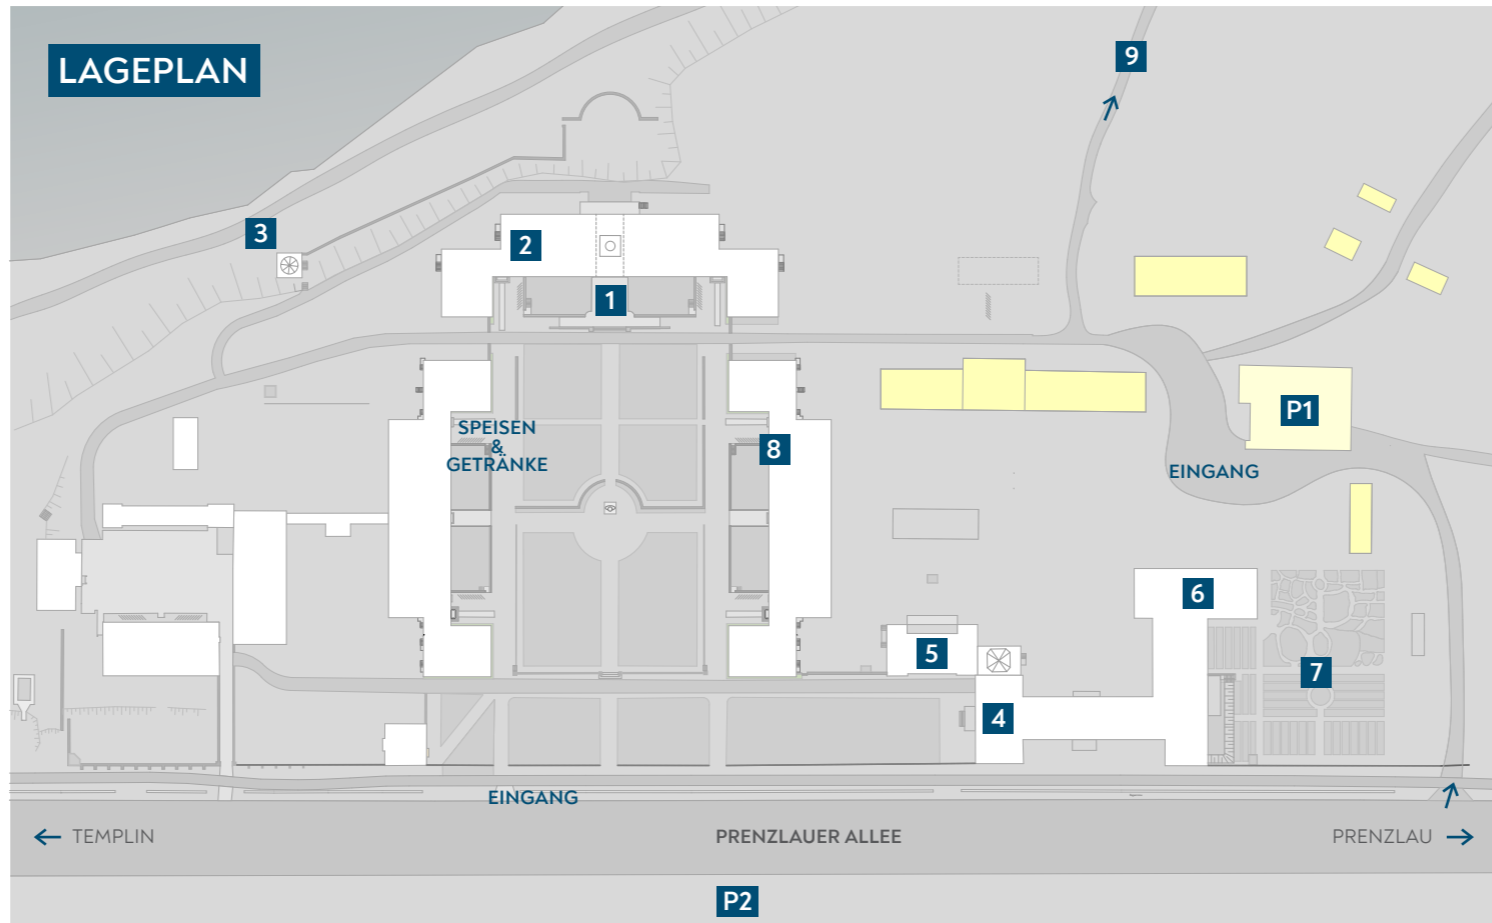 LAGEPLAN
9
3
2
1
P1
SPEISEN
&
GETRÄNKE
8
EINGANG
6
5
7
4
EINGANG
← TEMPLIN
PRENZLAUER ALLEE
PRENZLAU →
P2